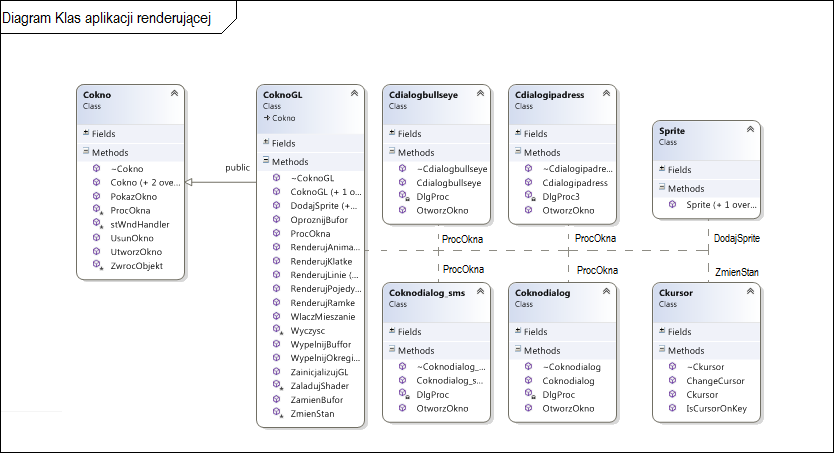 Diagram Klas aplikacji renderującej
Cokno
Class
Fields
Methods
~Cokno
Cokno (+ 2 ove...
PokazOkno
ProcOkna
stWndHandler
UsunOkno
UtworzOkno
ZwrocObjekt
public
CoknoGL
Class
Cokno
Fields
Methods
~CoknoGL
CoknoGL (+ 1 o...
DodajSprite (+...
OproznijBufor
ProcOkna
RenderujAnima...
RenderujKlatke
RenderujLinie (...
RenderujPojedy...
RenderujRamke
WlaczMieszanie
Wyczysc
WypelnijBuffor
WypelnijOkregi...
ZainicjalizujGL
ZaladujShader
ZamienBufor
ZmienStan
Cdialogbullseye
Class
Fields
Methods
~Cdialogbullseye
Cdialogbullseye
DlgProc
OtworzOkno
Cdialogipadress
Class
Fields
Methods
~Cdialogipadre...
Cdialogipadress
DlgProc3
OtworzOkno
Sprite
Class
Fields
Methods
Sprite (+ 1 over...
ProcOkna
ProcOkna
DodajSprite
ProcOkna
ProcOkna
ZmienStan
Coknodialog_sms
Class
Fields
Methods
~Coknodialog_...
Coknodialog_s...
DlgProc
OtworzOkno
Coknodialog
Class
Fields
Methods
~Coknodialog
Coknodialog
DlgProc
OtworzOkno
Ckursor
Class
Fields
Methods
~Ckursor
ChangeCursor
Ckursor
IsCursorOnKey